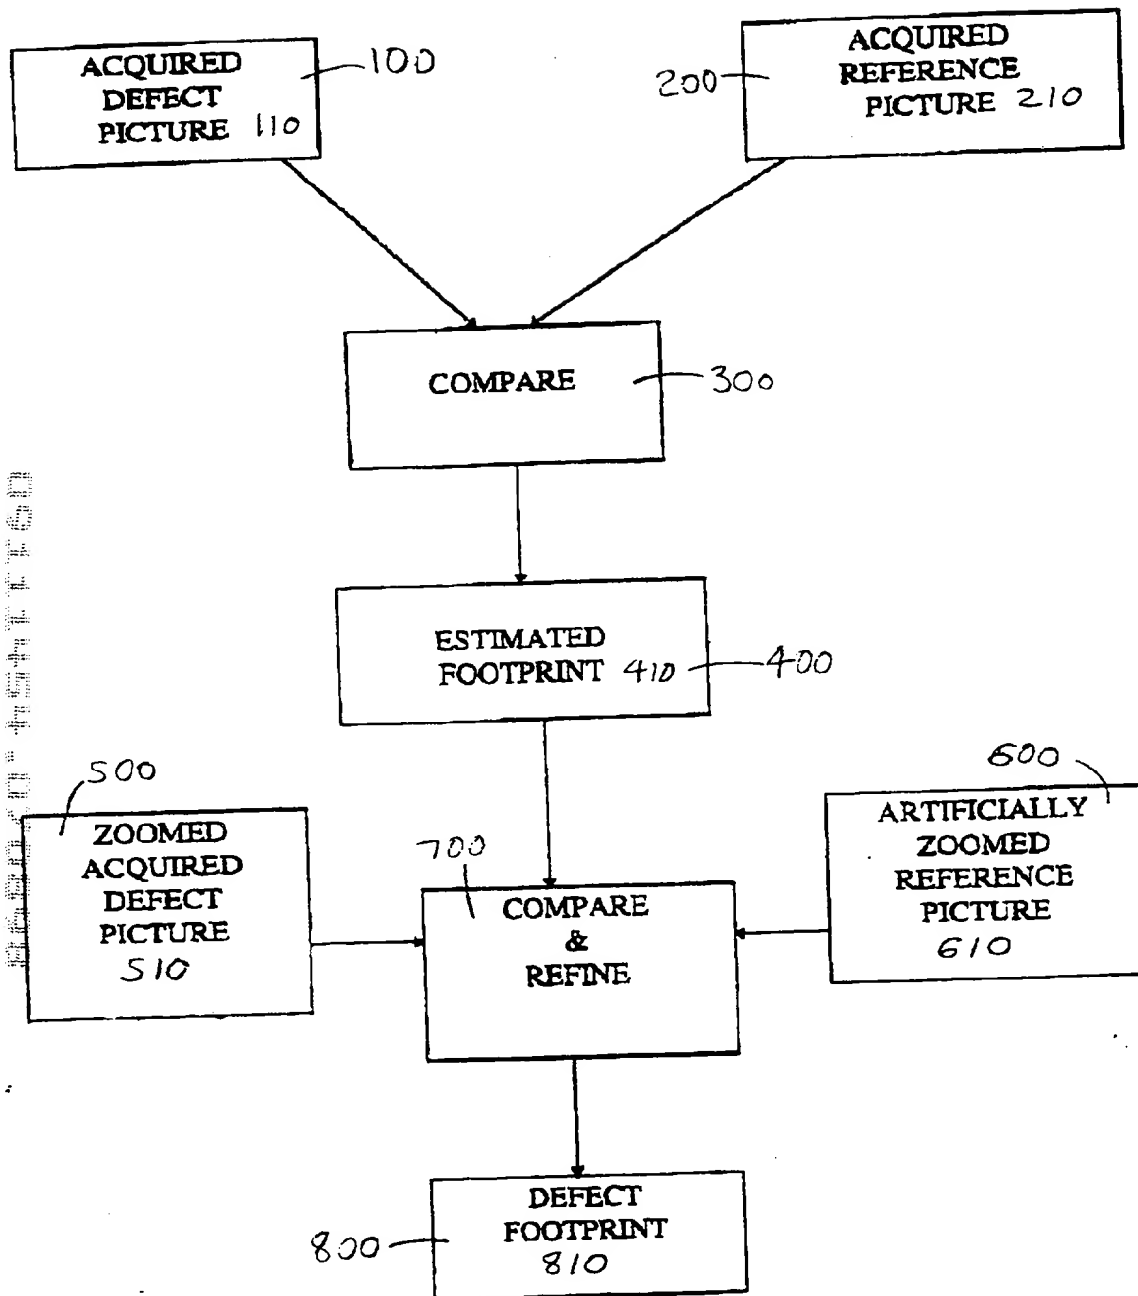 ACQUIRED
DEFECT
PICTURE 110
100
200
ACQUIRED
REFERENCE
PICTURE 210
COMPARE
300
ESTIMATED
FOOTPRINT 410
400
500
ZOOMED
ACQUIRED
DEFECT
PICTURE
510
700
COMPARE
&
REFINE
600
ARTIFICIALLY
ZOOMED
REFERENCE
PICTURE
610
DEFECT
FOOTPRINT
810
800